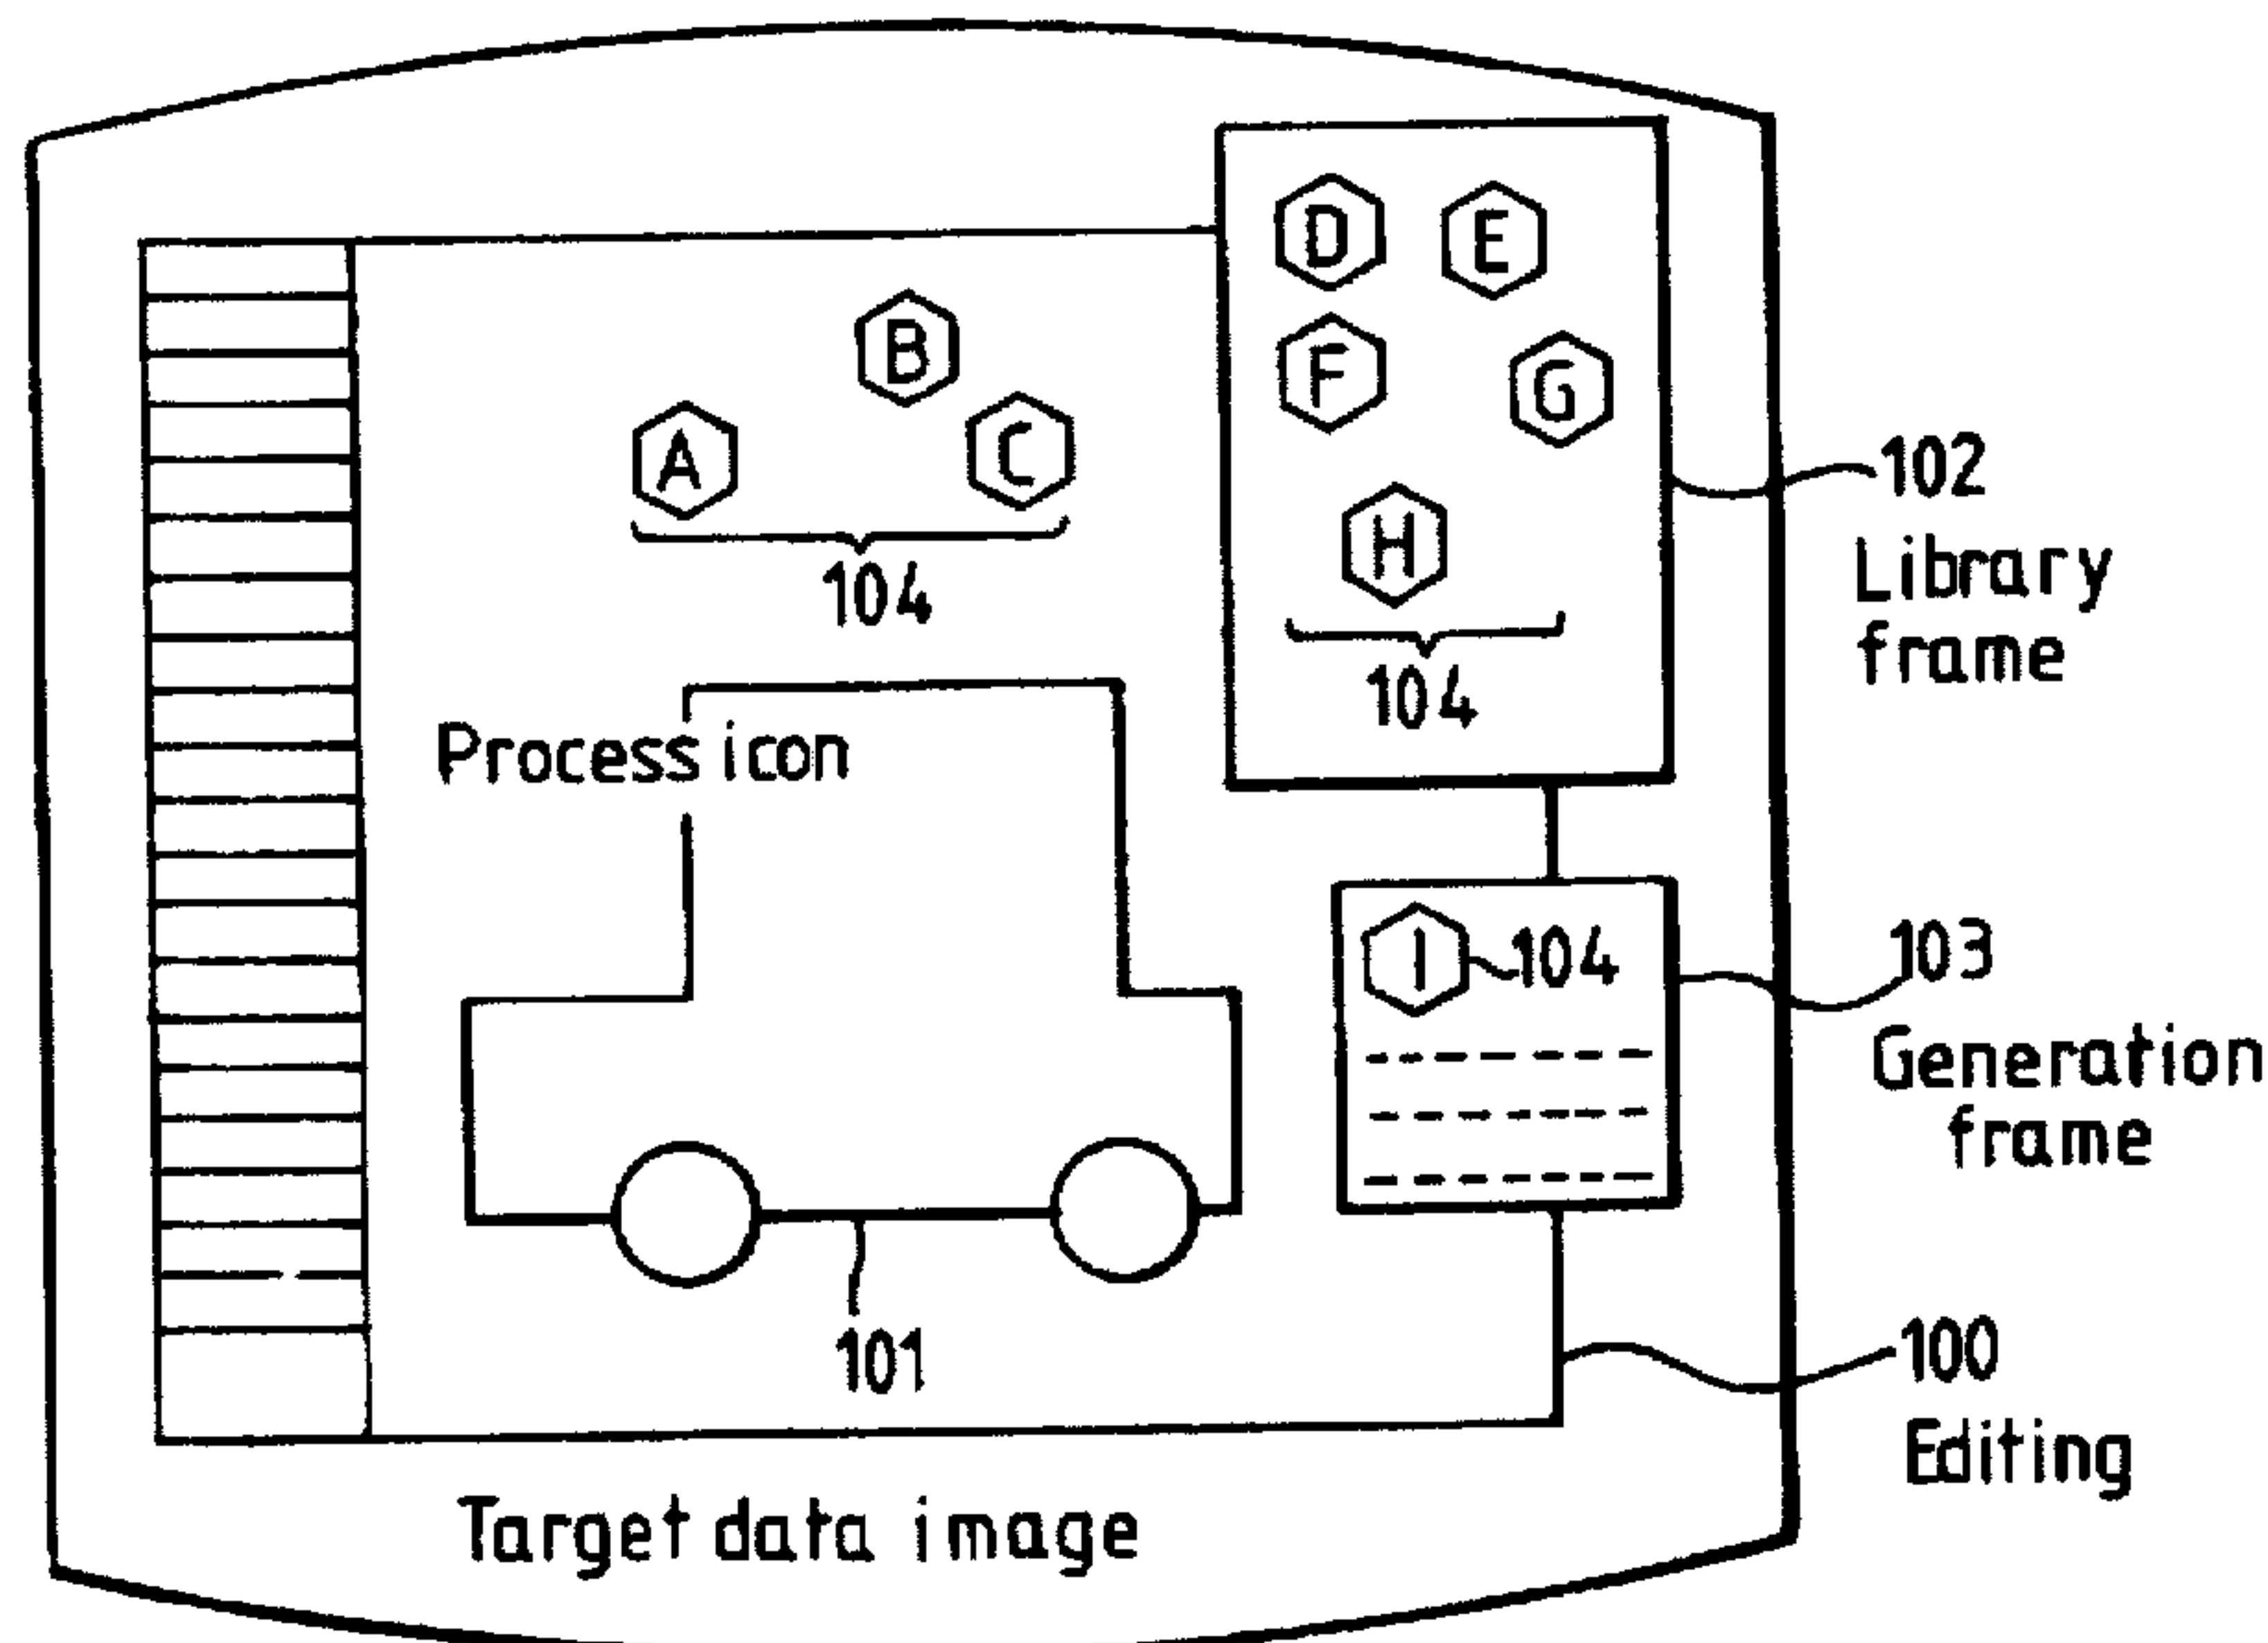 D
E
B
F
G
A
C
102
H
Library
frame
104
104
Process icon
I
104
103
Generation
frame
101
100
Editing
Target data image